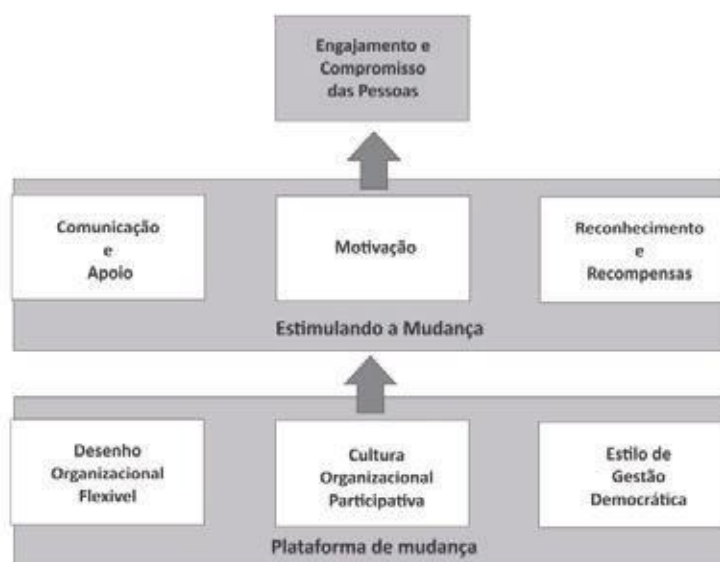 Engajamento e
Compromisso
das Pessoas
Comunicação
e
Apoio
Motivação
Reconhecimento
e
Recompensas
Estimulando a Mudança
Desenho
Organizacional
Flexivel
Cultura
Organizacional
Participativa
Estilo de
Gestão
Democrática
Plataforma de mudança